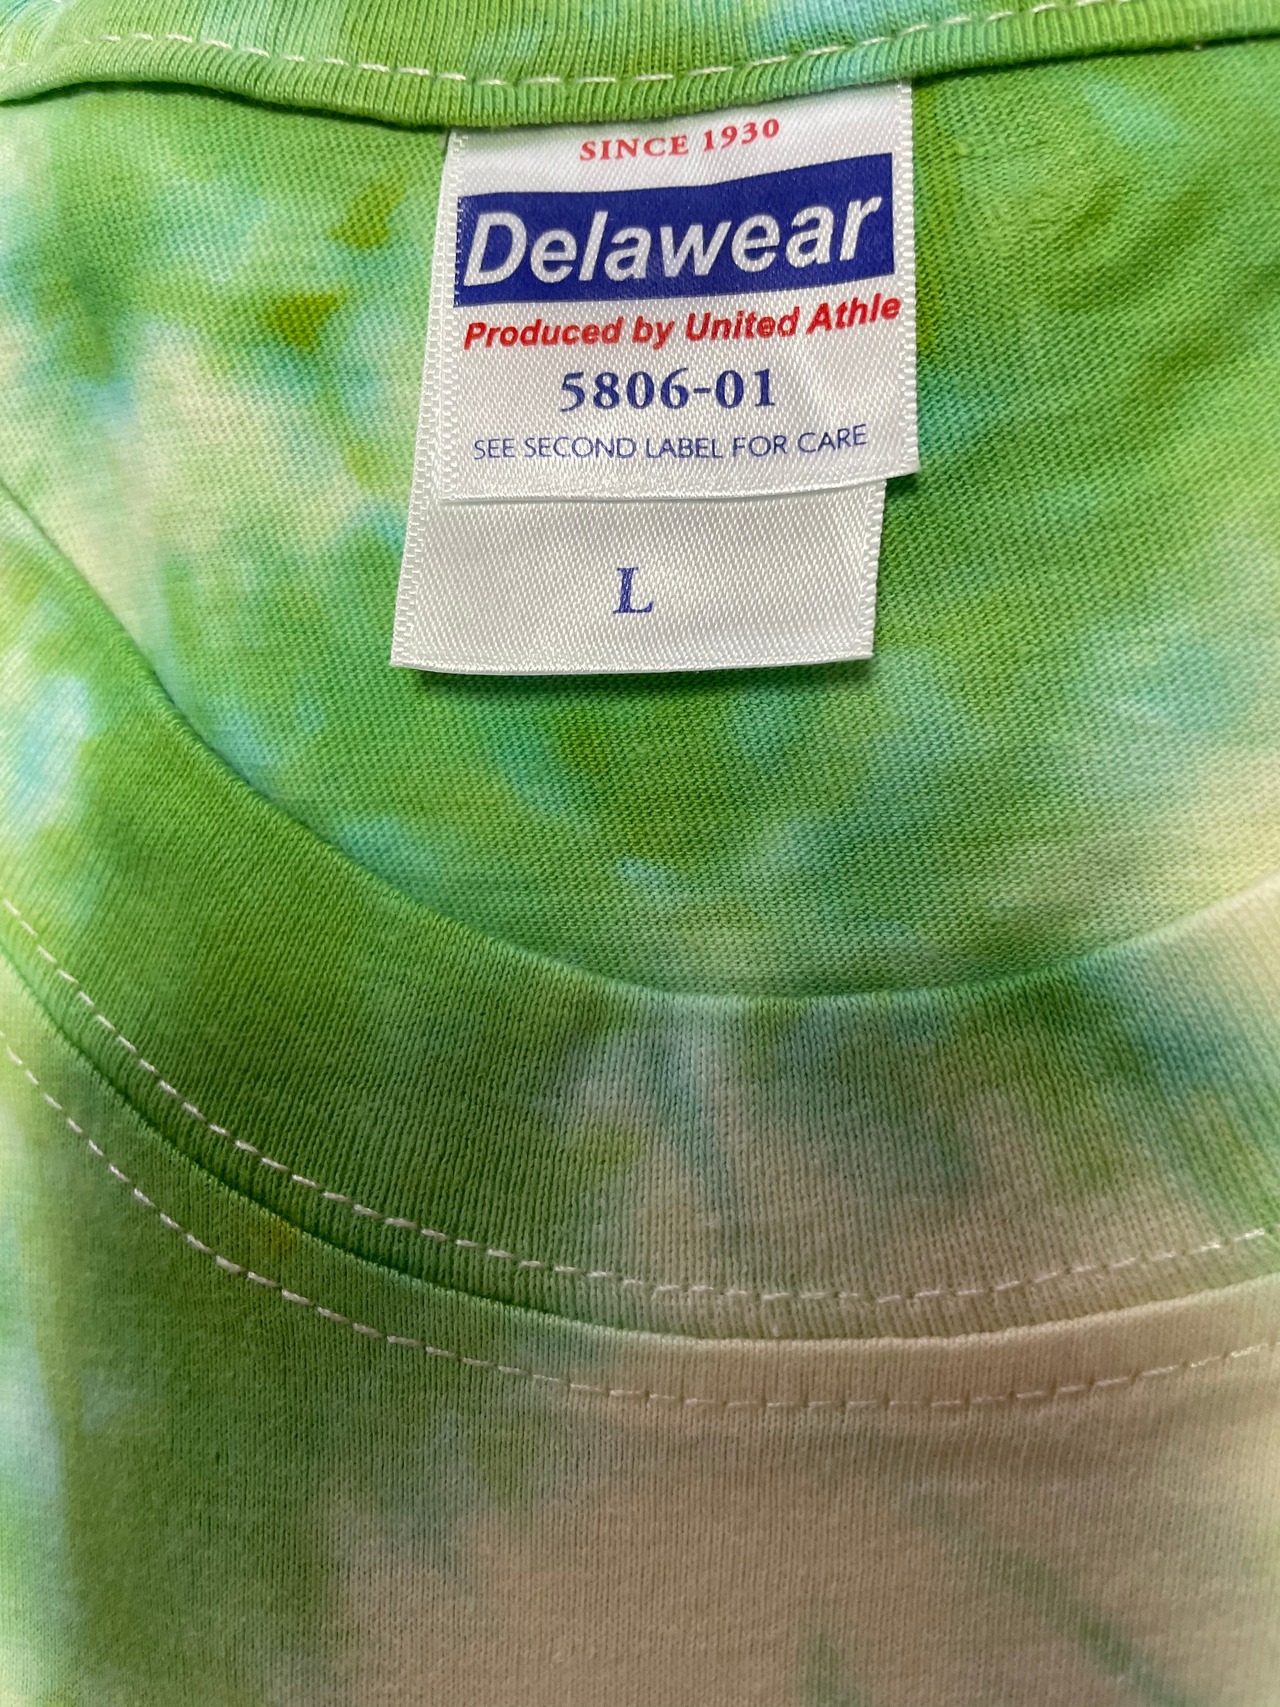 SINCE 1930
Delawear
Produced by United Athle
5806-01
SEE SECOND LABEL FOR CARE
L